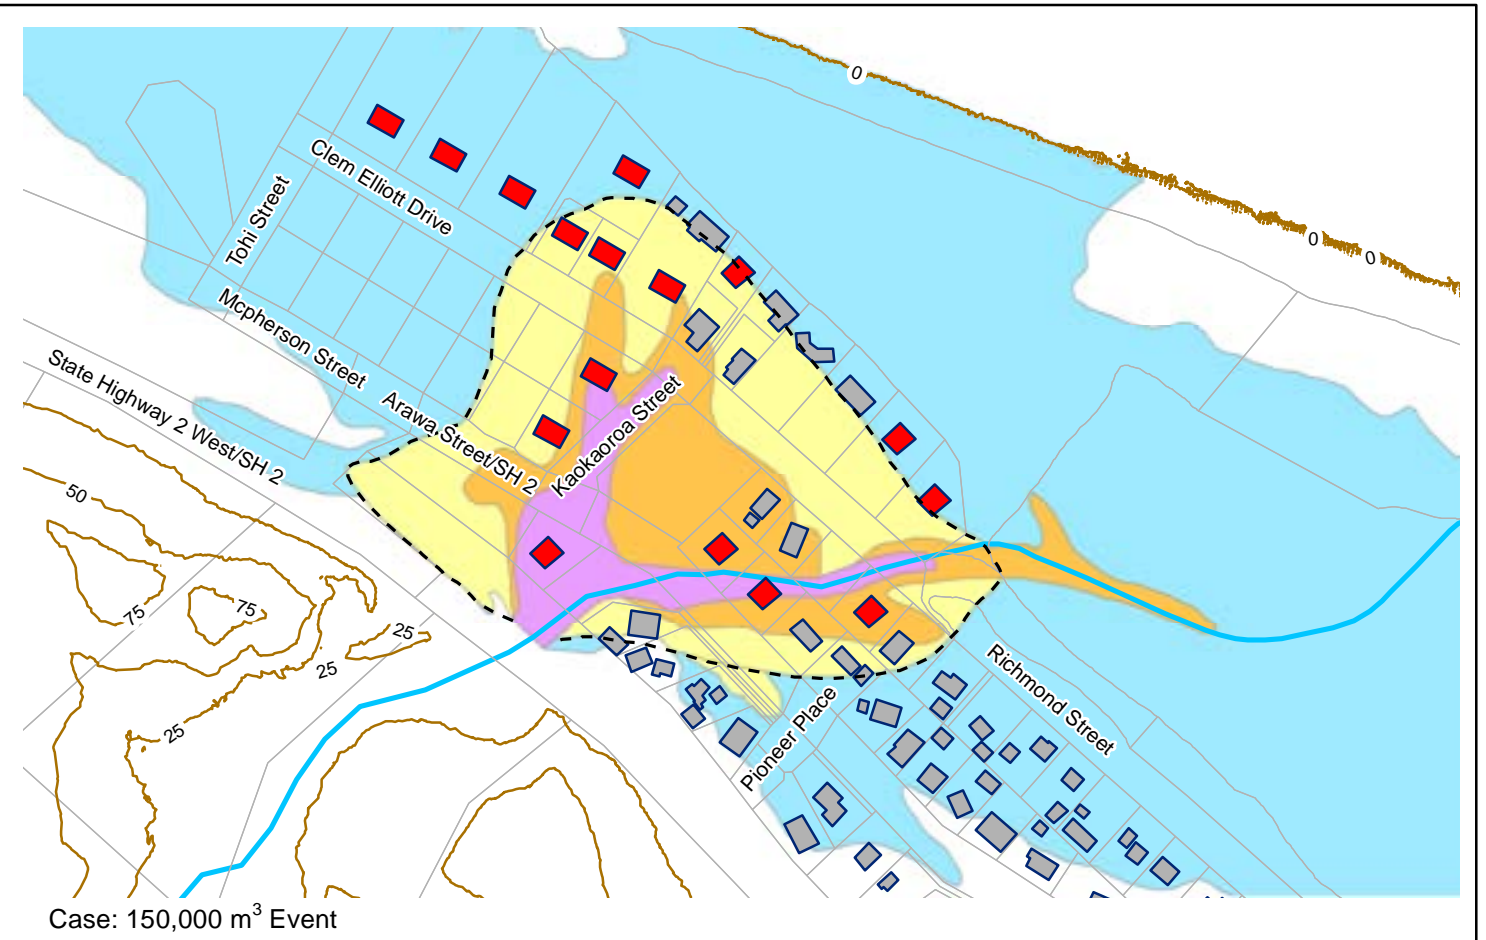 0
Clem Elliott Drive
Tohi Street
0
0
Mcpherson Street
State Highway 2 West/SH 2
Arawa Street/SH 2
Kaokaoroa Street
50
75
75
25
25
25
Richmond Street
Pioneer Place
Case: 150,000 m³ Event